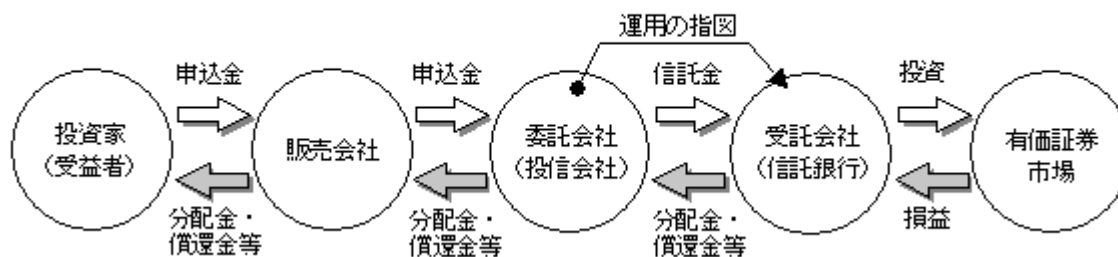 運用の指図
申込金
申込金
信託金
投資
投資家
(受益者)
販売会社
委託会社
(投信会社)
受託会社
(信託銀行)
有価証券
市場
分配金・
償還金等
分配金・
償還金等
分配金・
償還金等
損益